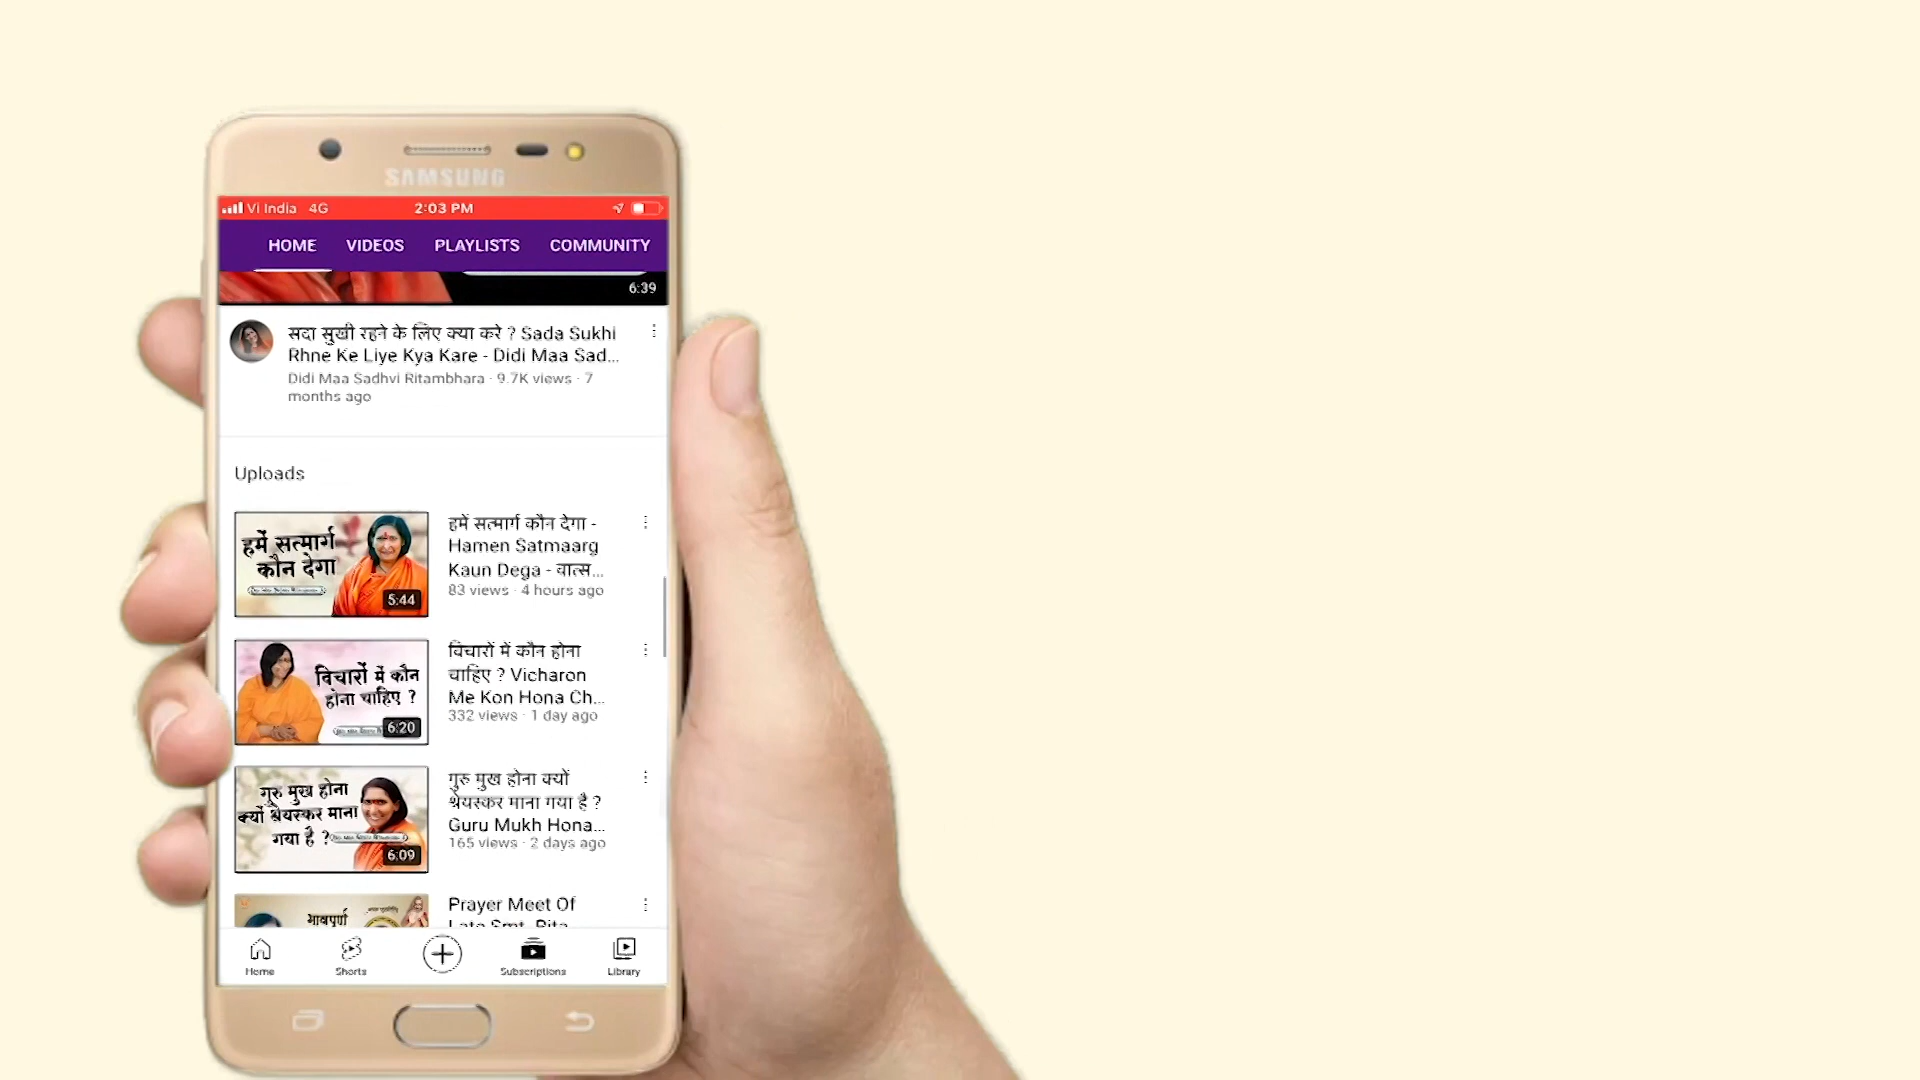 SAMSUNG
Vi India 4G 2:03 PM
HOME VIDEOS PLAYLISTS COMMUNITY
6:39
सदा सुखी रहने के लिए क्या करे ? Sada Sukhi
Rhne Ke Liye Kya Kare - Didi Maa Sad...
Didi Maa Sadhvi Ritambhara · 9.7K views · 7
months ago
Uploads
हमें सत्मार्ग
कौन देगा
5:44
हमें सत्मार्ग कौन देगा -
Hamen Satmaarg
Kaun Dega - वात्स...
83 views · 4 hours ago
विचारों में कौन
होना चाहिए ?
6:20
विचारों में कौन होना
चाहिए ? Vicharon
Me Kon Hona Ch...
332 views · 1 day ago
गुरु मुख होना
क्यों श्रेयस्कर माना
गया है ?
6:09
गुरु मुख होना क्यों
श्रेयस्कर माना गया है ?
Guru Mukh Hona...
165 views · 2 days ago
भावपूर्ण
Prayer Meet Of
Late Smt. Rita
Home Shorts Subscriptions Library